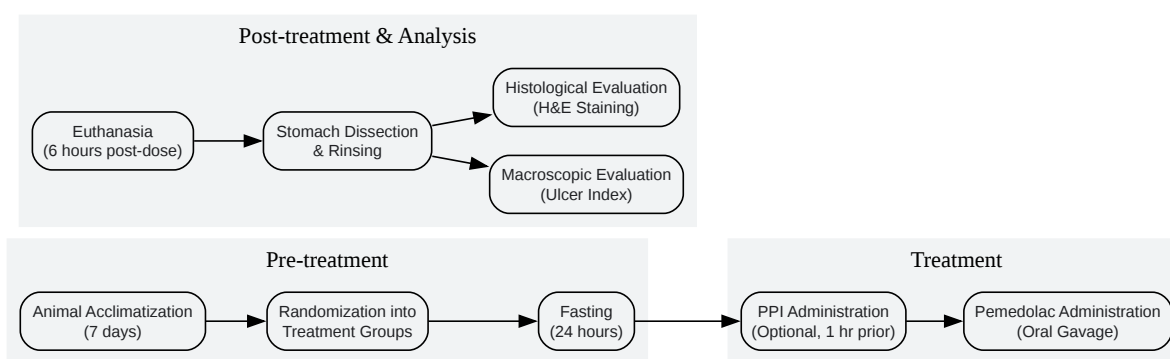 Post-treatment & Analysis
Euthanasia
(6 hours post-dose)
Stomach Dissection
& Rinsing
Histological Evaluation
(H&E Staining)
Macroscopic Evaluation
(Ulcer Index)
Pre-treatment
Animal Acclimatization
(7 days)
Randomization into
Treatment Groups
Fasting
(24 hours)
Treatment
PPI Administration
(Optional, 1 hr prior)
Pemedolac Administration
(Oral Gavage)